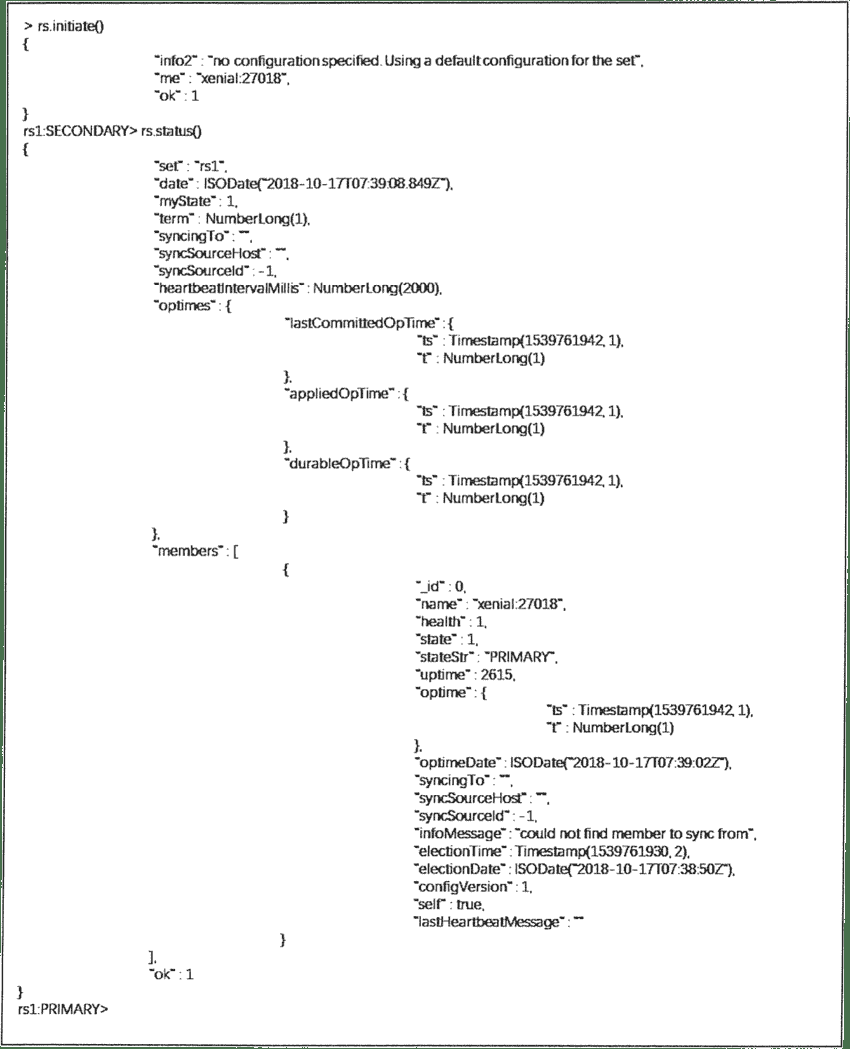 > rs.initiate()
{
"info2" : "no configuration specified. Using a default configuration for the set",
"me" : "xenial:27018",
"ok" : 1
}
rs1:SECONDARY> rs.status()
{
"set" : "rs1",
"date" : ISODate("2018-10-17T07:39:08.849Z"),
"myState" : 1,
"term" : NumberLong(1),
"syncingTo" : "",
"syncSourceHost" : "",
"syncSourceId" : -1,
"heartbeatIntervalMillis" : NumberLong(2000),
"optimes" : {
"lastCommittedOpTime" : {
"ts" : Timestamp(1539761942, 1),
"t" : NumberLong(1)
},
"appliedOpTime" : {
"ts" : Timestamp(1539761942, 1),
"t" : NumberLong(1)
},
"durableOpTime" : {
"ts" : Timestamp(1539761942, 1),
"t" : NumberLong(1)
}
},
"members" : [
{
"_id" : 0,
"name" : "xenial:27018",
"health" : 1,
"state" : 1,
"stateStr" : "PRIMARY",
"uptime" : 2615,
"optime" : {
"ts" : Timestamp(1539761942, 1),
"t" : NumberLong(1)
},
"optimeDate" : ISODate("2018-10-17T07:39:02Z"),
"syncingTo" : "",
"syncSourceHost" : "",
"syncSourceId" : -1,
"infoMessage" : "could not find member to sync from",
"electionTime" : Timestamp(1539761930, 2),
"electionDate" : ISODate("2018-10-17T07:38:50Z"),
"configVersion" : 1,
"self" : true,
"lastHeartbeatMessage" : ""
}
],
"ok" : 1
}
rs1:PRIMARY>